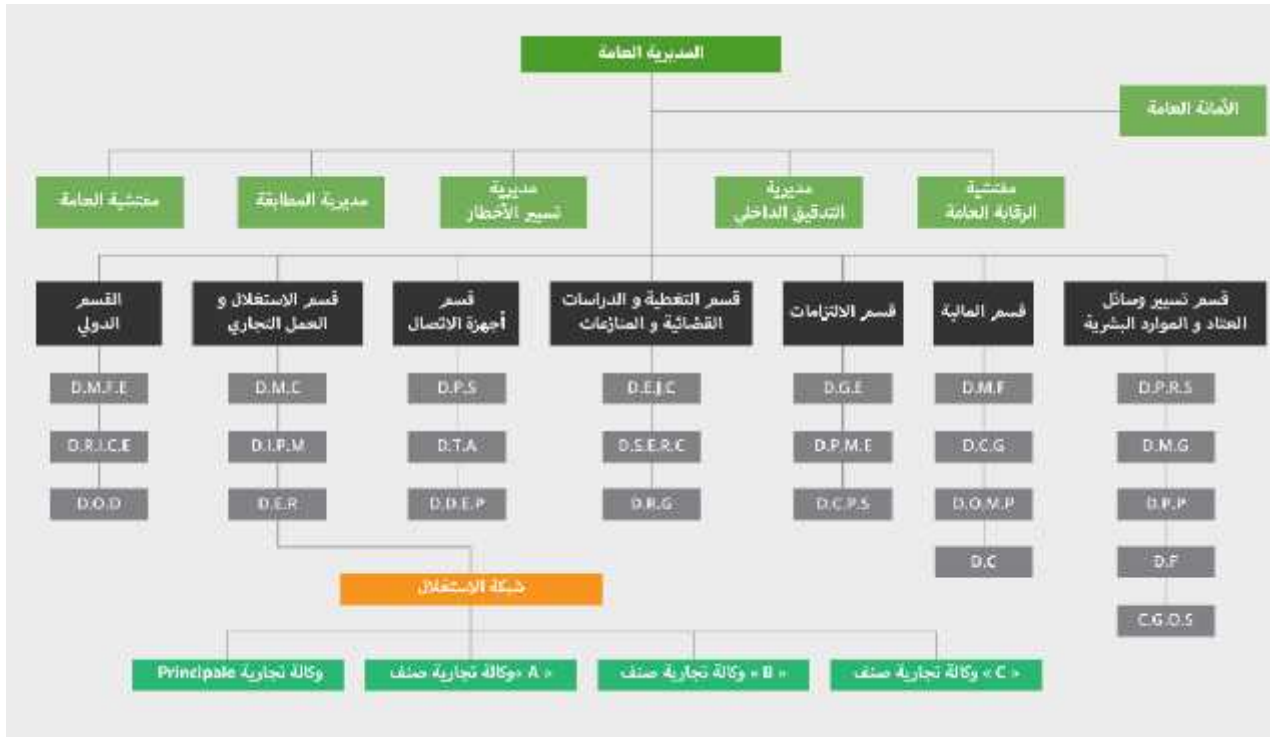 المديرية العامة
الأمانة العامة
مفتشية
الرقابة العامة
مديرية
التدقيق الداخلي
مديرية
تسيير الأخطار
مديرية المطابقة
مفتشية العامة
قسم تسيير وسائل
العتاد و الموارد البشرية
قسم المالية
قسم الالتزامات
قسم التغطية و الدراسات
القضائية و المنازعات
قسم
أجهزة الاتصال
قسم الاستغلال و
العمل التجاري
القسم
الدولي
D.P.R.S
D.M.F
D.G.E
D.E.J.C
D.P.S
D.M.C
D.M.F.E
D.M.G
D.C.G
D.P.M.E
D.S.E.R.C
D.T.A
D.I.P.M
D.R.I.C.E
D.P.P
D.O.M.P
D.C.P.S
D.R.G
D.D.E.P
D.E.R
D.O.D
D.F
D.C
C.G.O.S
شبكة الإستغلال
« C » وكالة تجارية صنف
« B » وكالة تجارية صنف
« A »وكالة تجارية صنف
وكالة تجارية Principale